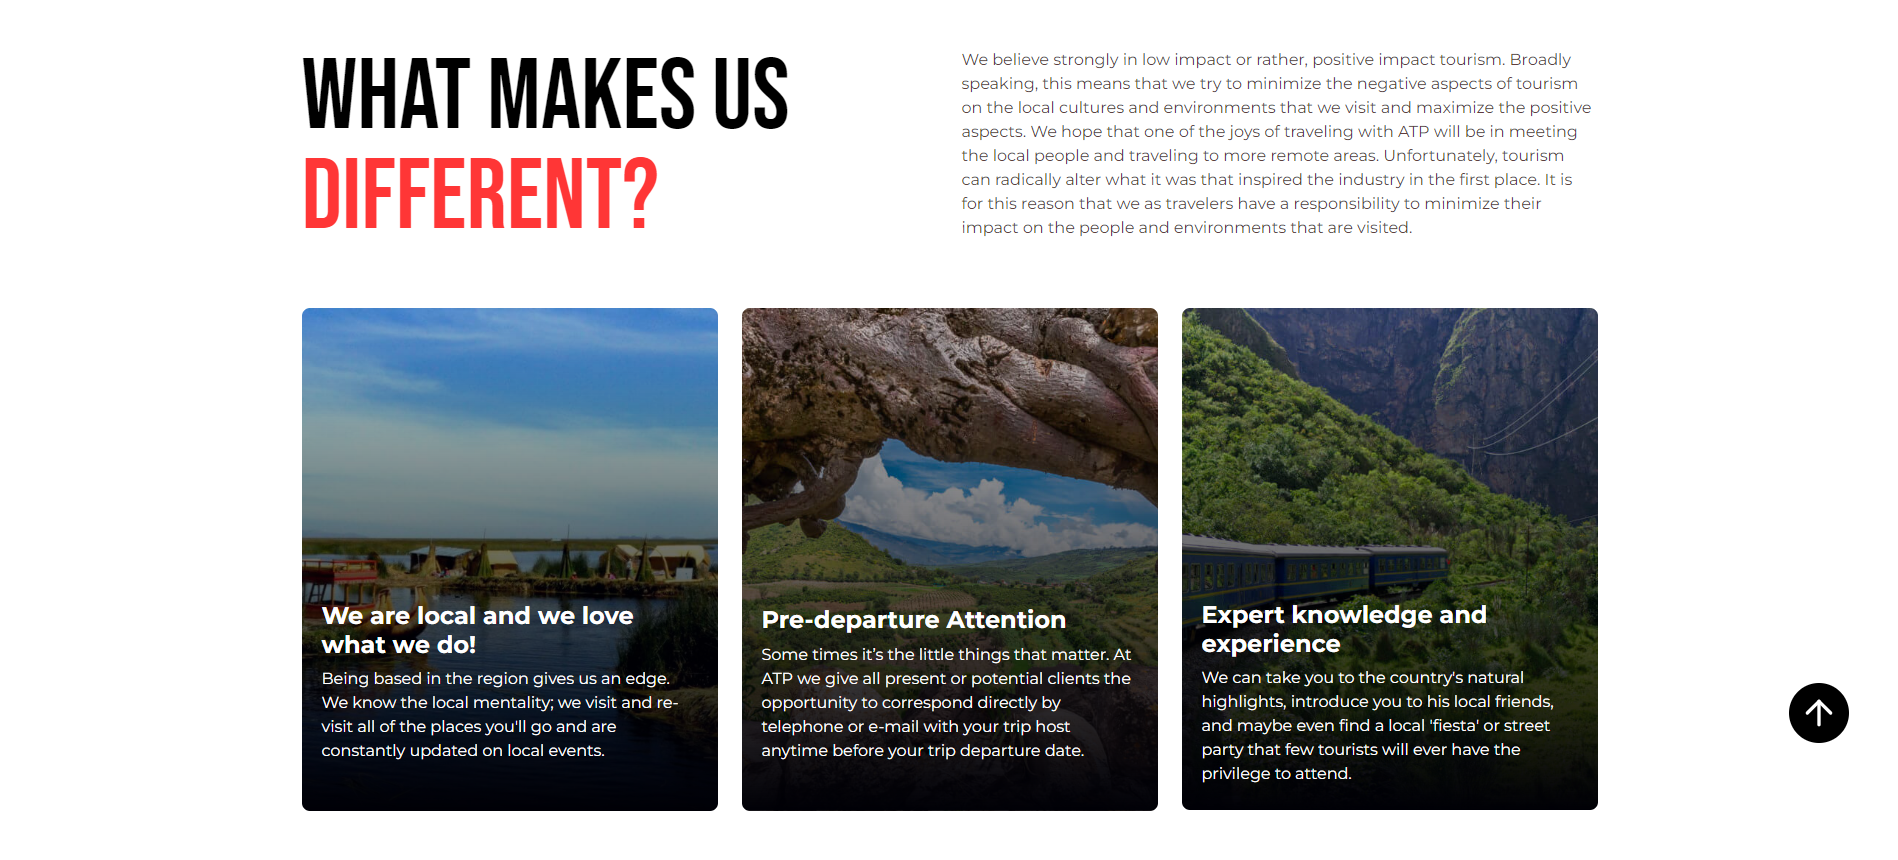 WHAT MAKES US
DIFFERENT?
We believe strongly in low impact or rather, positive impact tourism. Broadly
speaking, this means that we try to minimize the negative aspects of tourism
on the local cultures and environments that we visit and maximize the positive
aspects. We hope that one of the joys of traveling with ATP will be in meeting
the local people and traveling to more remote areas. Unfortunately, tourism
can radically alter what it was that inspired the industry in the first place. It is
for this reason that we as travelers have a responsibility to minimize their
impact on the people and environments that are visited.
We are local and we love
what we do!
Being based in the region gives us an edge.
We know the local mentality; we visit and re-
visit all of the places you'll go and are
constantly updated on local events.
Pre-departure Attention
Some times it's the little things that matter. At
ATP we give all present or potential clients the
opportunity to correspond directly by
telephone or e-mail with your trip host
anytime before your trip departure date.
Expert knowledge and
experience
We can take you to the country's natural
highlights, introduce you to his local friends,
and maybe even find a local 'fiesta' or street
party that few tourists will ever have the
privilege to attend.